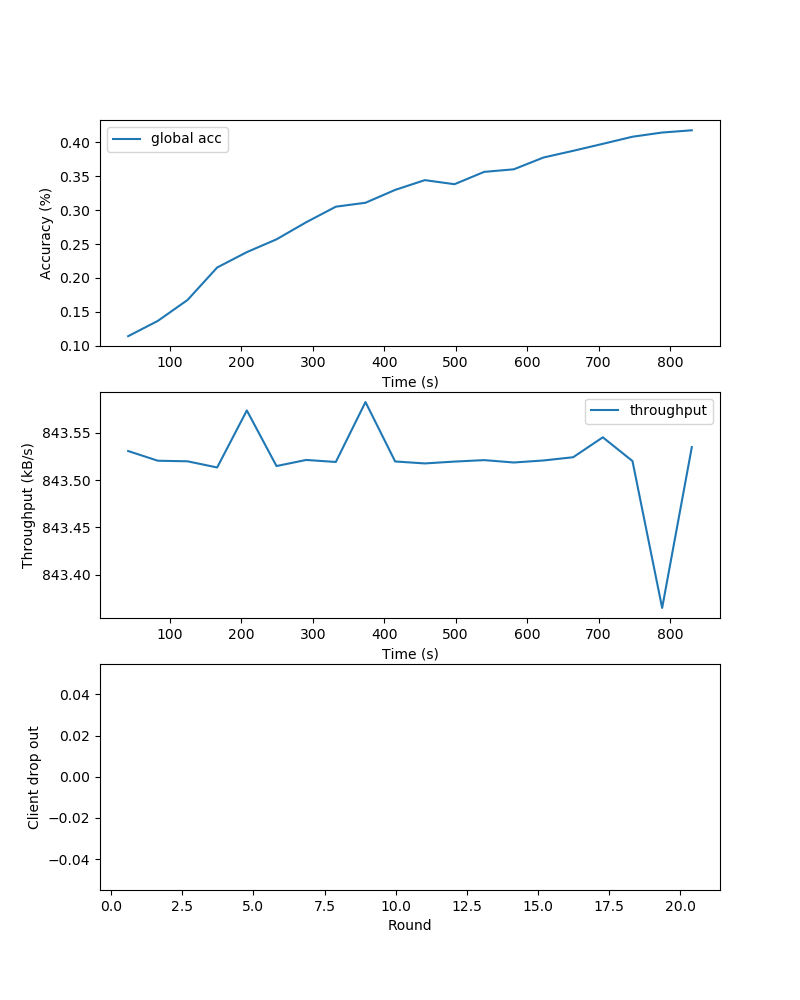 global acc
Accuracy (%)
0.40
0.35
0.30
0.25
0.20
0.15
0.10
100 200 300 400 500 600 700 800
Time (s)
throughput
Throughput (kB/s)
843.55
843.50
843.45
843.40
100 200 300 400 500 600 700 800
Time (s)
Client drop out
0.04
0.02
0.00
−0.02
−0.04
0.0 2.5 5.0 7.5 10.0 12.5 15.0 17.5 20.0
Round